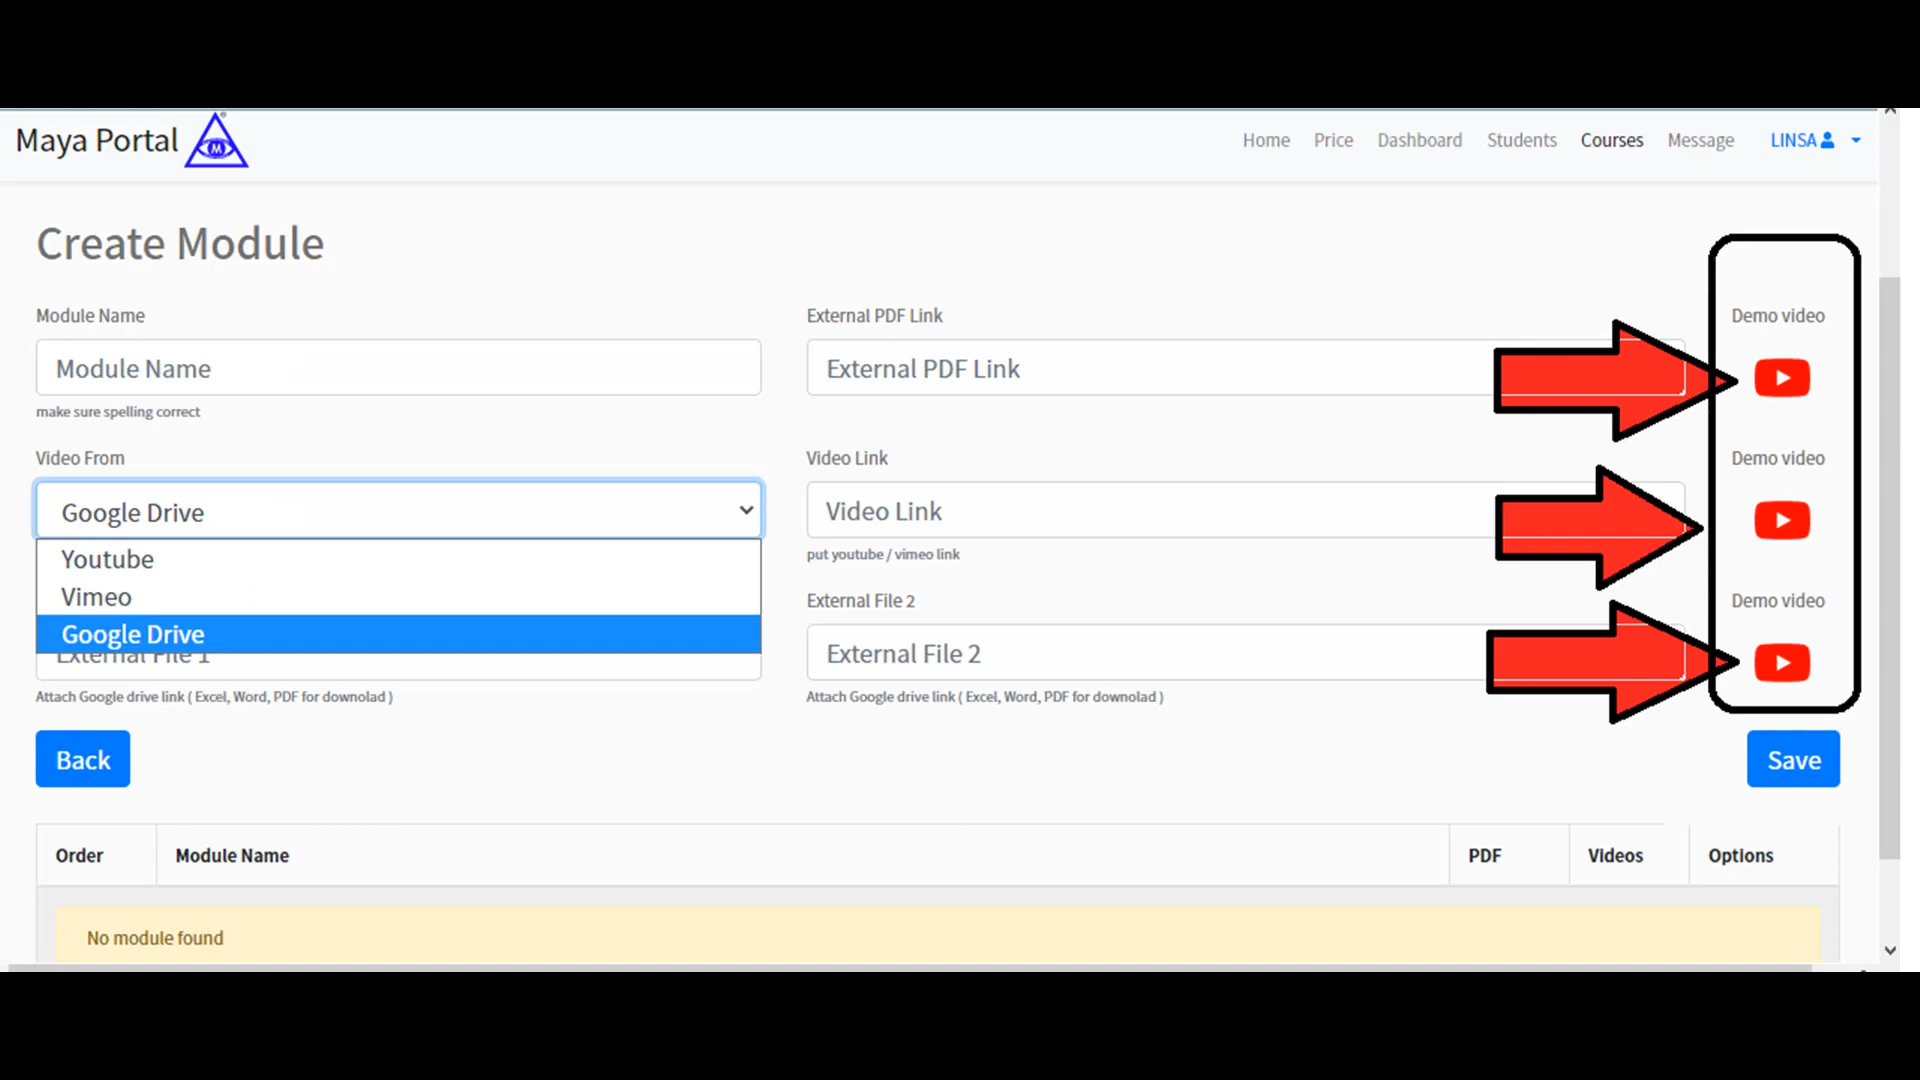 Maya Portal
M
Home Price Dashboard Students Courses Message LINSA
Create Module
Module Name
External PDF Link
Demo video
Module Name
External PDF Link
make sure spelling correct
Video From
Video Link
Demo video
Google Drive
Video Link
Youtube
put youtube / vimeo link
Vimeo
External File 2
Demo video
Google Drive
External File 1
External File 2
Attach Google drive link ( Excel, Word, PDF for downolad )
Attach Google drive link ( Excel, Word, PDF for downolad )
Back
Save
Order Module Name PDF Videos Options
No module found